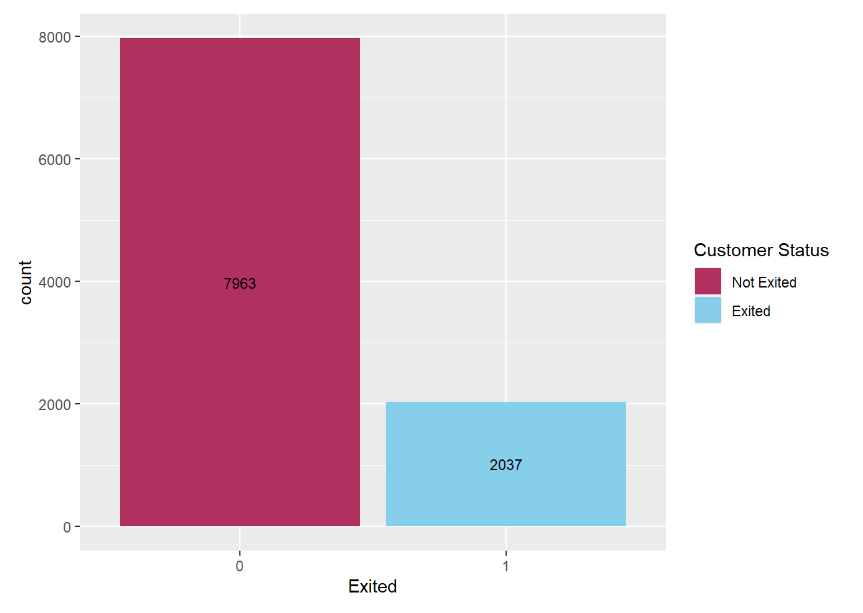 8000
6000
4000
2000
0
count
7963
2037
0
1
Exited
Customer Status
Not Exited
Exited